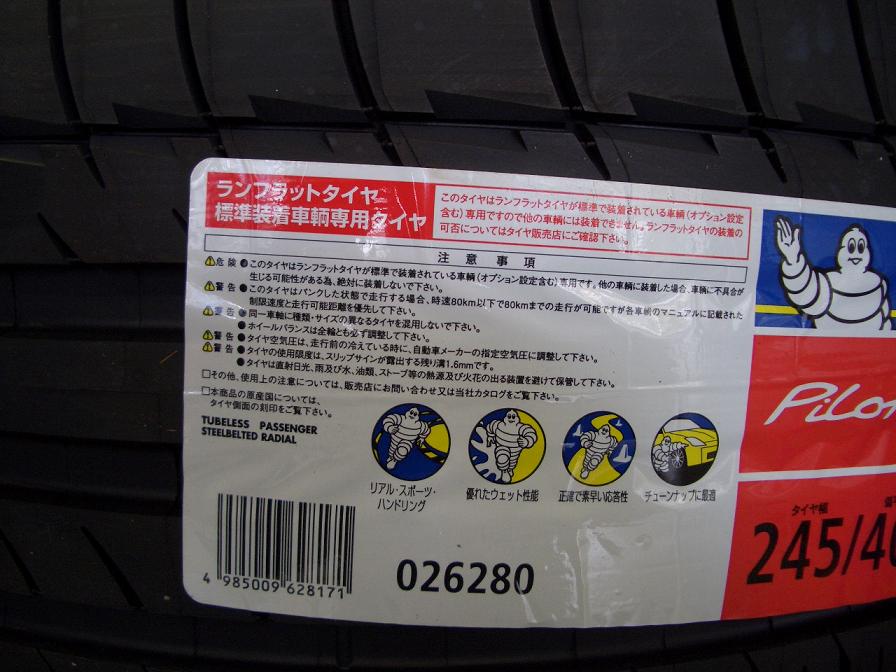 ランフラットタイヤ
標準装着車輌専用タイヤ
このタイヤはランフラットタイヤが標準で装着されている車輌(オプション設定
含む)専用ですので他の車輌には装着できません。ランフラットタイヤの装着の
可否についてはタイヤ販売店にご確認下さい。
注意事項
⚠危険 ●このタイヤはランフラットタイヤが標準で装着されている車輌(オプション設定含む)専用です。他の車輌に装着した場合、車輌に不具合が
生じる可能性がある為、絶対に装着しないで下さい。
⚠警告 ●このタイヤはパンクした状態で走行する場合、時速80km以下で80kmまでの走行が可能ですが各車輌のマニュアルに記載された
制限速度と走行可能距離を優先して下さい。
⚠警告 ●同一車軸に種類・サイズの異なるタイヤを混用しないで下さい。
●ホイールバランスは全輪とも必ず調整して下さい。
⚠警告 ●タイヤ空気圧は、走行前の冷えている時に、自動車メーカーの指定空気圧に調整して下さい。
⚠警告 ●タイヤの使用限度は、スリップサインが露出する残り溝1.6mmです。
●タイヤは直射日光、雨及び水、油類、ストーブ等の熱源及び火花の出る装置を避けて保管して下さい。
□その他、使用上の注意については、販売店にお問い合わせ又は当社カタログをご覧下さい。
□本商品の原産国については、
タイヤ側面の刻印をご覧下さい。
TUBELESS PASSENGER
STEELBELTED RADIAL
リアル・スポーツ・
ハンドリング
優れたウェット性能
正確で素早い応答性
チューンナップに最適
4 985009 628171
026280
Pilo
タイヤ幅
245/40